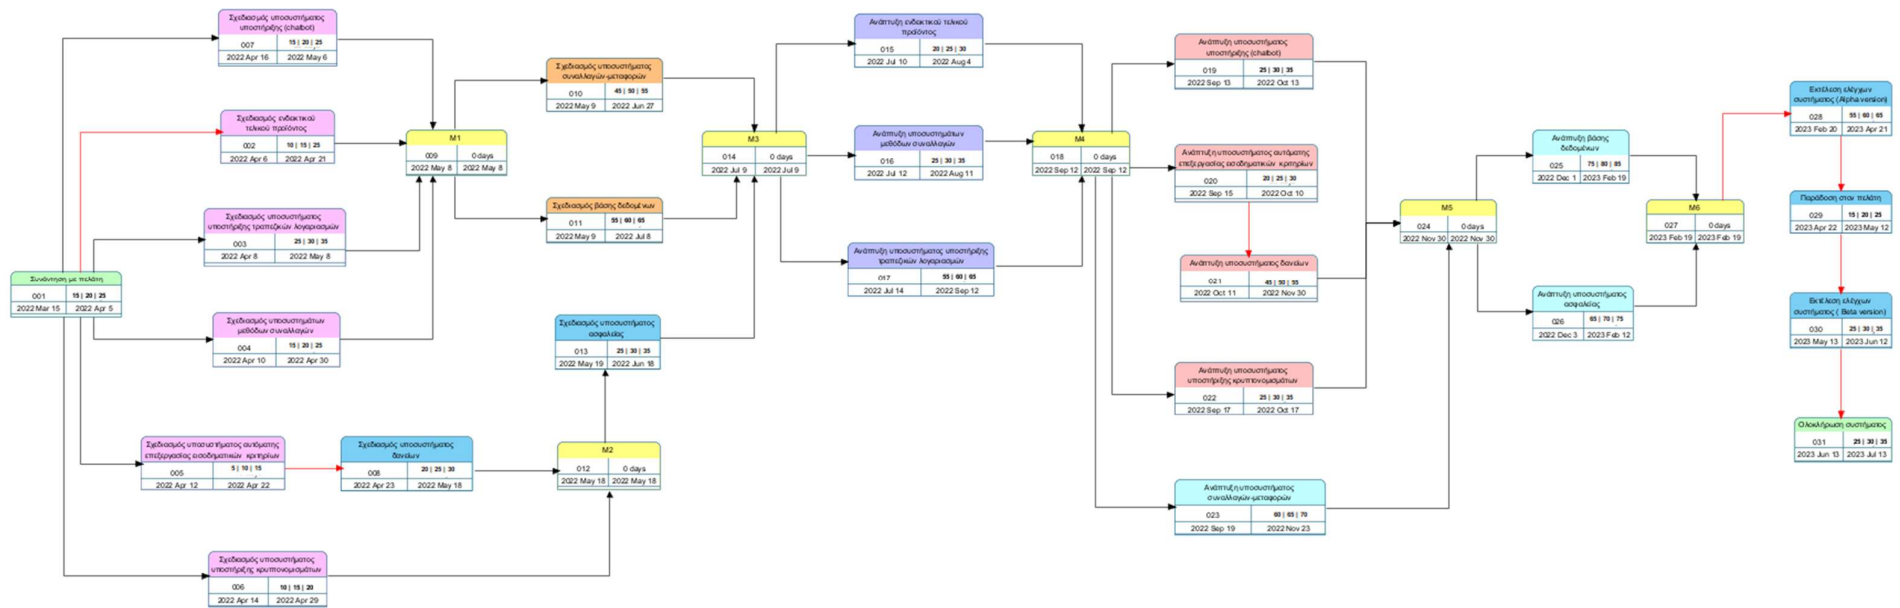 Σχεδιασμός υποσυστήματος
υποστήριξης (chatbot)
007
15 | 20 | 25
2022 Apr 16
2022 May 6
Σχεδιασμός ενδεικτικού
τελικού προϊόντος
002
10 | 15 | 25
2022 Apr 6
2022 Apr 21
Σχεδιασμός υποσυστήματος
υποστήριξης τραπεζικών λογαριασμών
003
25 | 30 | 35
2022 Apr 8
2022 May 8
Συνάντηση με πελάτη
001
15 | 20 | 25
2022 Mar 15
2022 Apr 5
Σχεδιασμός υποσυστημάτων
μεθόδων συναλλαγών
004
15 | 20 | 25
2022 Apr 10
2022 Apr 30
Σχεδιασμός υποσυστήματος αυτόματης
επεξεργασίας εισοδηματικών κριτηρίων
005
5 | 10 | 15
2022 Apr 12
2022 Apr 22
Σχεδιασμός υποσυστήματος
δανείων
008
20 | 25 | 30
2022 Apr 23
2022 May 18
Σχεδιασμός υποσυστήματος
υποστήριξης κρυπτονομισμάτων
006
10 | 15 | 20
2022 Apr 14
2022 Apr 29
M1
009
0 days
2022 May 8
2022 May 8
Σχεδιασμός υποσυστήματος
συναλλαγών-μεταφορών
010
45 | 50 | 55
2022 May 9
2022 Jun 27
Σχεδιασμός βάσης δεδομένων
011
55 | 60 | 65
2022 May 9
2022 Jul 8
Σχεδιασμός υποσυστήματος
ασφαλείας
013
25 | 30 | 35
2022 May 19
2022 Jun 18
M2
012
0 days
2022 May 18
2022 May 18
M3
014
0 days
2022 Jul 9
2022 Jul 9
Ανάπτυξη ενδεικτικού τελικού
προϊόντος
015
20 | 25 | 30
2022 Jul 10
2022 Aug 4
Ανάπτυξη υποσυστημάτων
μεθόδων συναλλαγών
016
25 | 30 | 35
2022 Jul 12
2022 Aug 11
Ανάπτυξη υποσυστήματος υποστήριξης
τραπεζικών λογαριασμών
017
55 | 60 | 65
2022 Jul 14
2022 Sep 12
M4
018
0 days
2022 Sep 12
2022 Sep 12
Ανάπτυξη υποσυστήματος
υποστήριξης (chatbot)
019
25 | 30 | 35
2022 Sep 13
2022 Oct 13
Ανάπτυξη υποσυστήματος αυτόματης
επεξεργασίας εισοδηματικών κριτηρίων
020
20 | 25 | 30
2022 Sep 15
2022 Oct 10
Ανάπτυξη υποσυστήματος δανείων
021
45 | 50 | 55
2022 Oct 11
2022 Nov 30
Ανάπτυξη υποσυστήματος
υποστήριξης κρυπτονομισμάτων
022
25 | 30 | 35
2022 Sep 17
2022 Oct 17
Ανάπτυξη υποσυστήματος
συναλλαγών-μεταφορών
023
60 | 65 | 70
2022 Sep 19
2022 Nov 23
M5
024
0 days
2022 Nov 30
2022 Nov 30
Ανάπτυξη βάσης
δεδομένων
025
75 | 80 | 85
2022 Dec 1
2023 Feb 19
Ανάπτυξη υποσυστήματος
ασφαλείας
026
65 | 70 | 75
2022 Dec 3
2023 Feb 12
M6
027
0 days
2023 Feb 19
2023 Feb 19
Εκτέλεση ελέγχων
συστήματος (Alpha version)
028
55 | 60 | 65
2023 Feb 20
2023 Apr 21
Παράδοση στον πελάτη
029
15 | 20 | 25
2023 Apr 22
2023 May 12
Εκτέλεση ελέγχων
συστήματος ( Beta version)
030
25 | 30 | 35
2023 May 13
2023 Jun 12
Ολοκλήρωση συστήματος
031
25 | 30 | 35
2023 Jun 13
2023 Jul 13